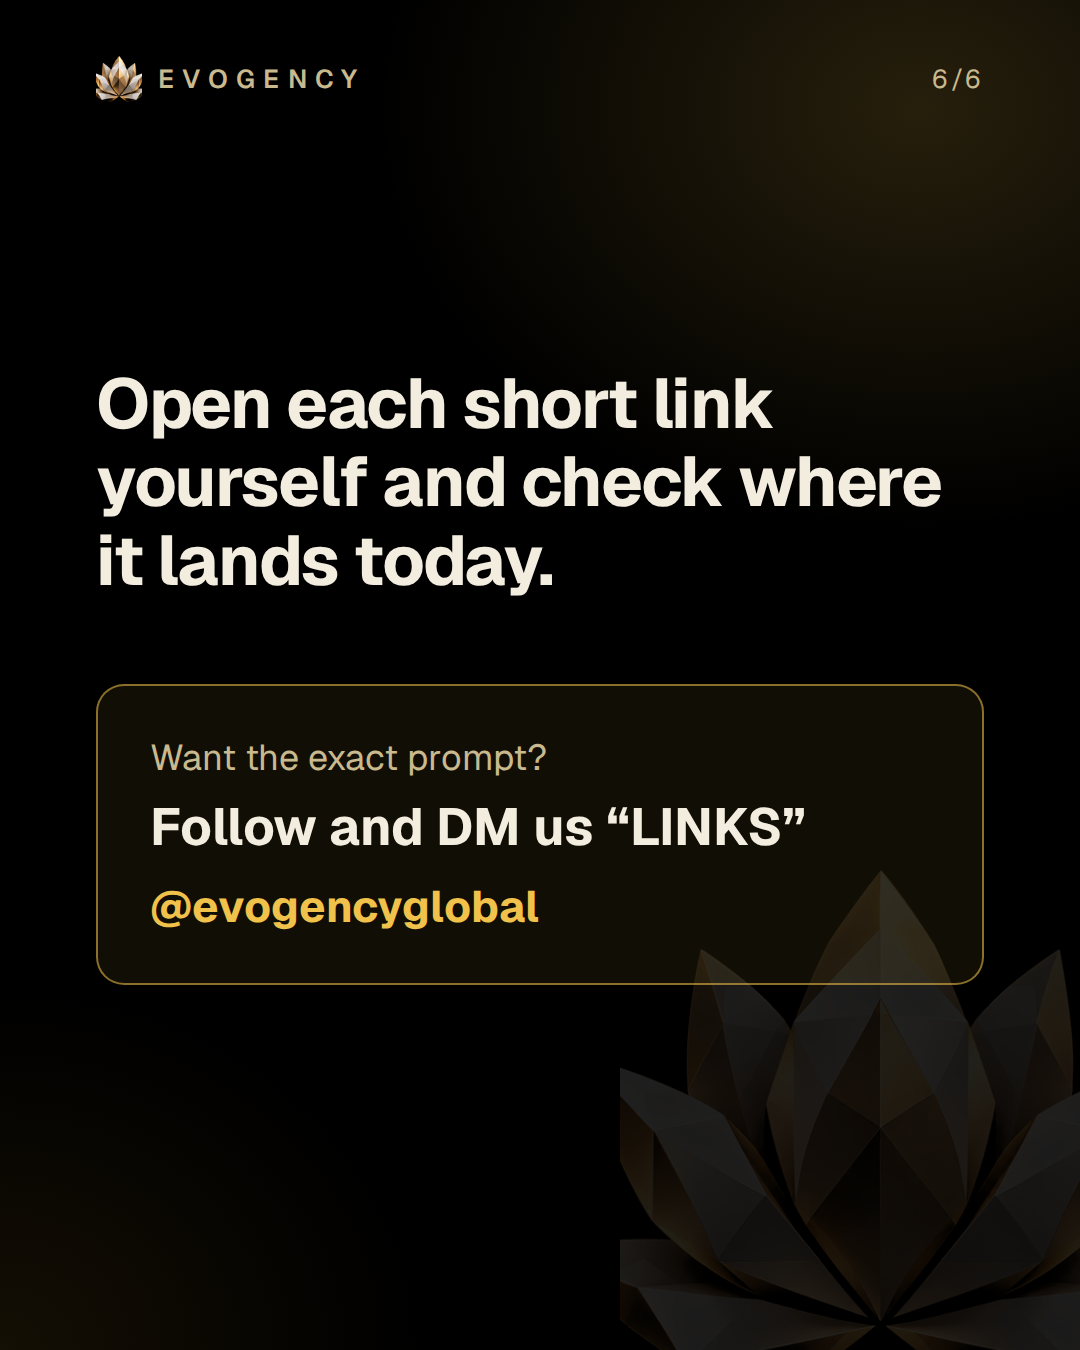 EVOGENCY
6/6
Open each short link
yourself and check where
it lands today.
Want the exact prompt?
Follow and DM us “LINKS”
@evogencyglobal